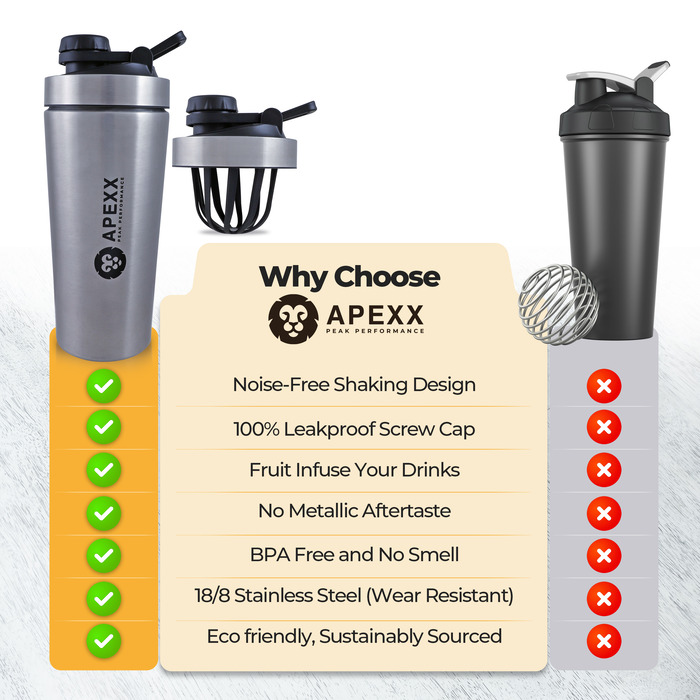 APEXX
PEAK PERFORMANCE
Why Choose
APEXX
PEAK PERFORMANCE
Noise-Free Shaking Design
100% Leakproof Screw Cap
Fruit Infuse Your Drinks
No Metallic Aftertaste
BPA Free and No Smell
18/8 Stainless Steel (Wear Resistant)
Eco friendly, Sustainably Sourced